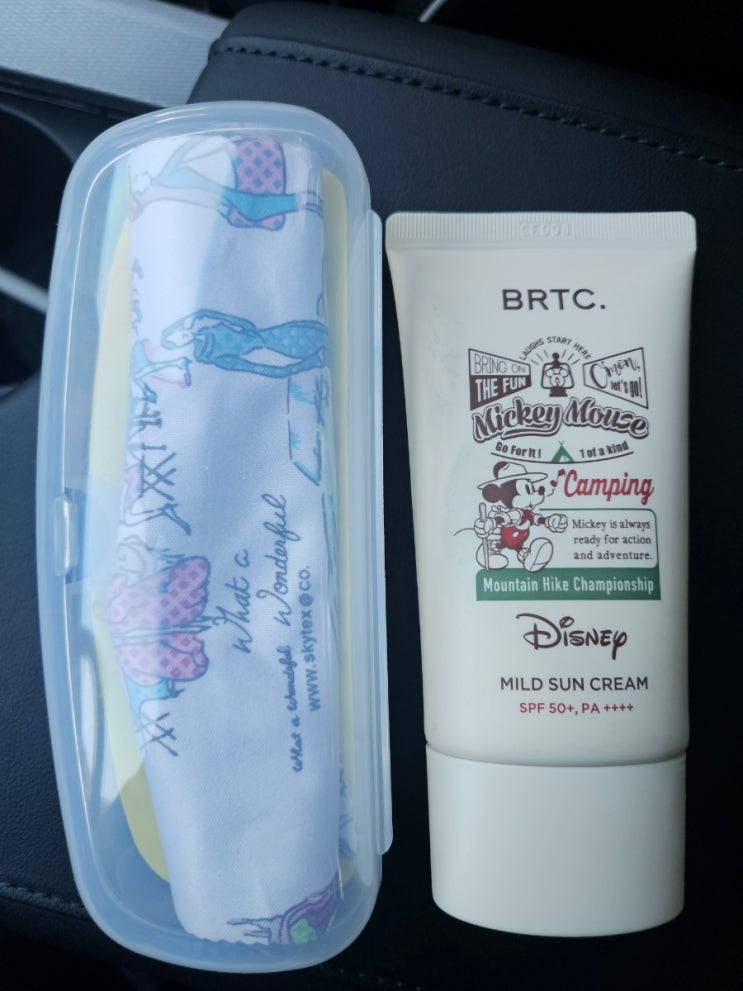 What a
Wonderful
what a wonderful
www.skytex@co.
BRTC.
LAUGHS START HERE
BRING ON
THE FUN
C'mon,
let's go!
Mickey Mouse
Go For It!
1 of a kind
Camping
Mickey is always
ready for action
and adventure.
Mountain Hike Championship
Disney
MILD SUN CREAM
SPF 50+, PA ++++